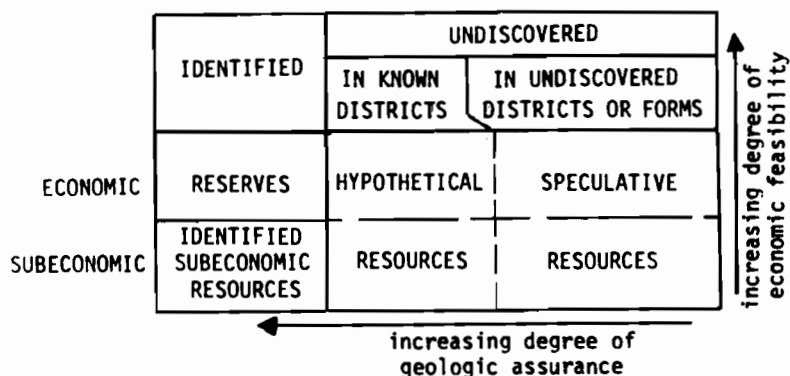 UNDISCOVERED
IDENTIFIED
IN KNOWN
DISTRICTS
IN UNDISCOVERED
DISTRICTS OR FORMS
ECONOMIC
RESERVES
HYPOTHETICAL
SPECULATIVE
SUBECONOMIC
IDENTIFIED
SUBECONOMIC
RESOURCES
RESOURCES
RESOURCES
increasing degree of
economic feasibility
increasing degree of
geologic assurance